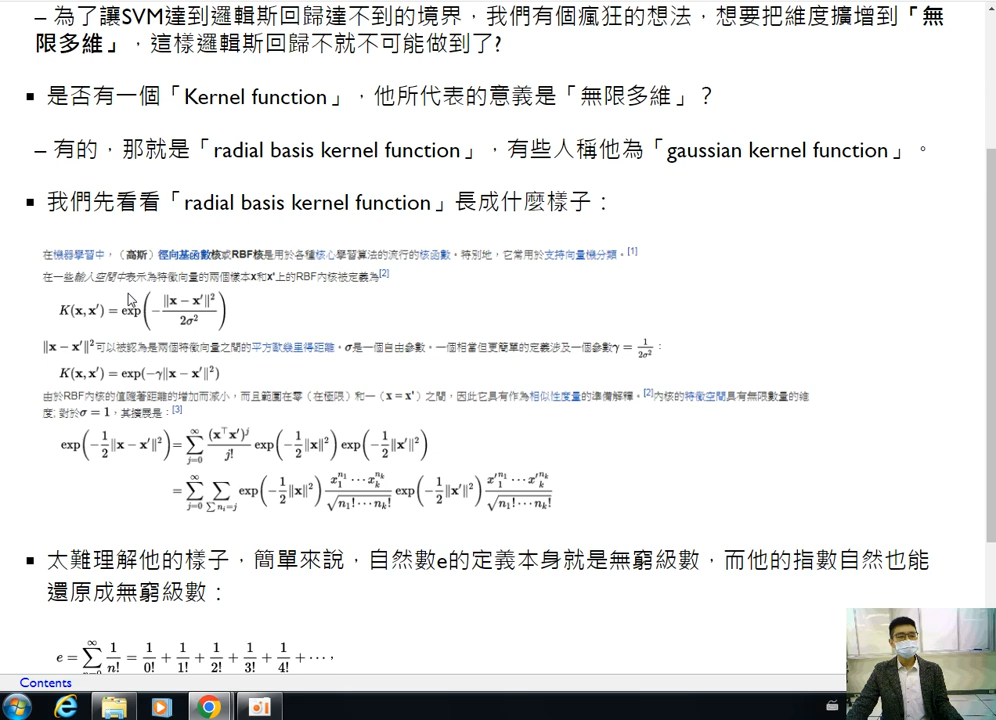 – 為了讓SVM達到邏輯斯回歸達不到的境界，我們有個瘋狂的想法，想要把維度擴增到「無
限多維」，這樣邏輯斯回歸不就不可能做到了?
▪ 是否有一個「Kernel function」，他所代表的意義是「無限多維」？
– 有的，那就是「radial basis kernel function」，有些人稱他為「gaussian kernel function」。
▪ 我們先看看「radial basis kernel function」長成什麼樣子：
在機器學習中，（高斯）徑向基函數核或RBF核是用於各種核心學習算法的流行的核函數。特別地，它常用於支持向量機分類。[1]
在一些輸入空間中表示為特徵向量的兩個樣本x和x'上的RBF內核被定義為[2]
K(x, x') = exp(−‖x − x'‖² / 2σ²)
‖x − x'‖² 可以被認為是兩個特徵向量之間的平方歐幾里得距離。σ是一個自由參數。一個相當但更簡單的定義涉及一個參數γ = 1/2σ²：
K(x, x') = exp(−γ‖x − x'‖²)
由於RBF內核的值隨著距離的增加而減小，而且範圍在零（在極限）和一（x = x'）之間，因此它具有作為相似性度量的準備解釋。[2]內核的特徵空間具有無限數量的維
度; 對於σ = 1，其擴展是：[3]
exp(−1/2‖x − x'‖²) = ∑_{j=0}^{∞} (x⊤x')^j / j! exp(−1/2‖x‖²) exp(−1/2‖x'‖²)
= ∑_{j=0}^{∞} ∑_{∑n_i=j} exp(−1/2‖x‖²) x_1^{n_1} ⋯ x_k^{n_k} / √(n_1! ⋯ n_k!) exp(−1/2‖x'‖²) x'_1^{n_1} ⋯ x'_k^{n_k} / √(n_1! ⋯ n_k!)
▪ 太難理解他的樣子，簡單來說，自然數e的定義本身就是無窮級數，而他的指數自然也能
還原成無窮級數：
e = ∑^{∞} 1/n! = 1/0! + 1/1! + 1/2! + 1/3! + 1/4! + ⋯,
Contents